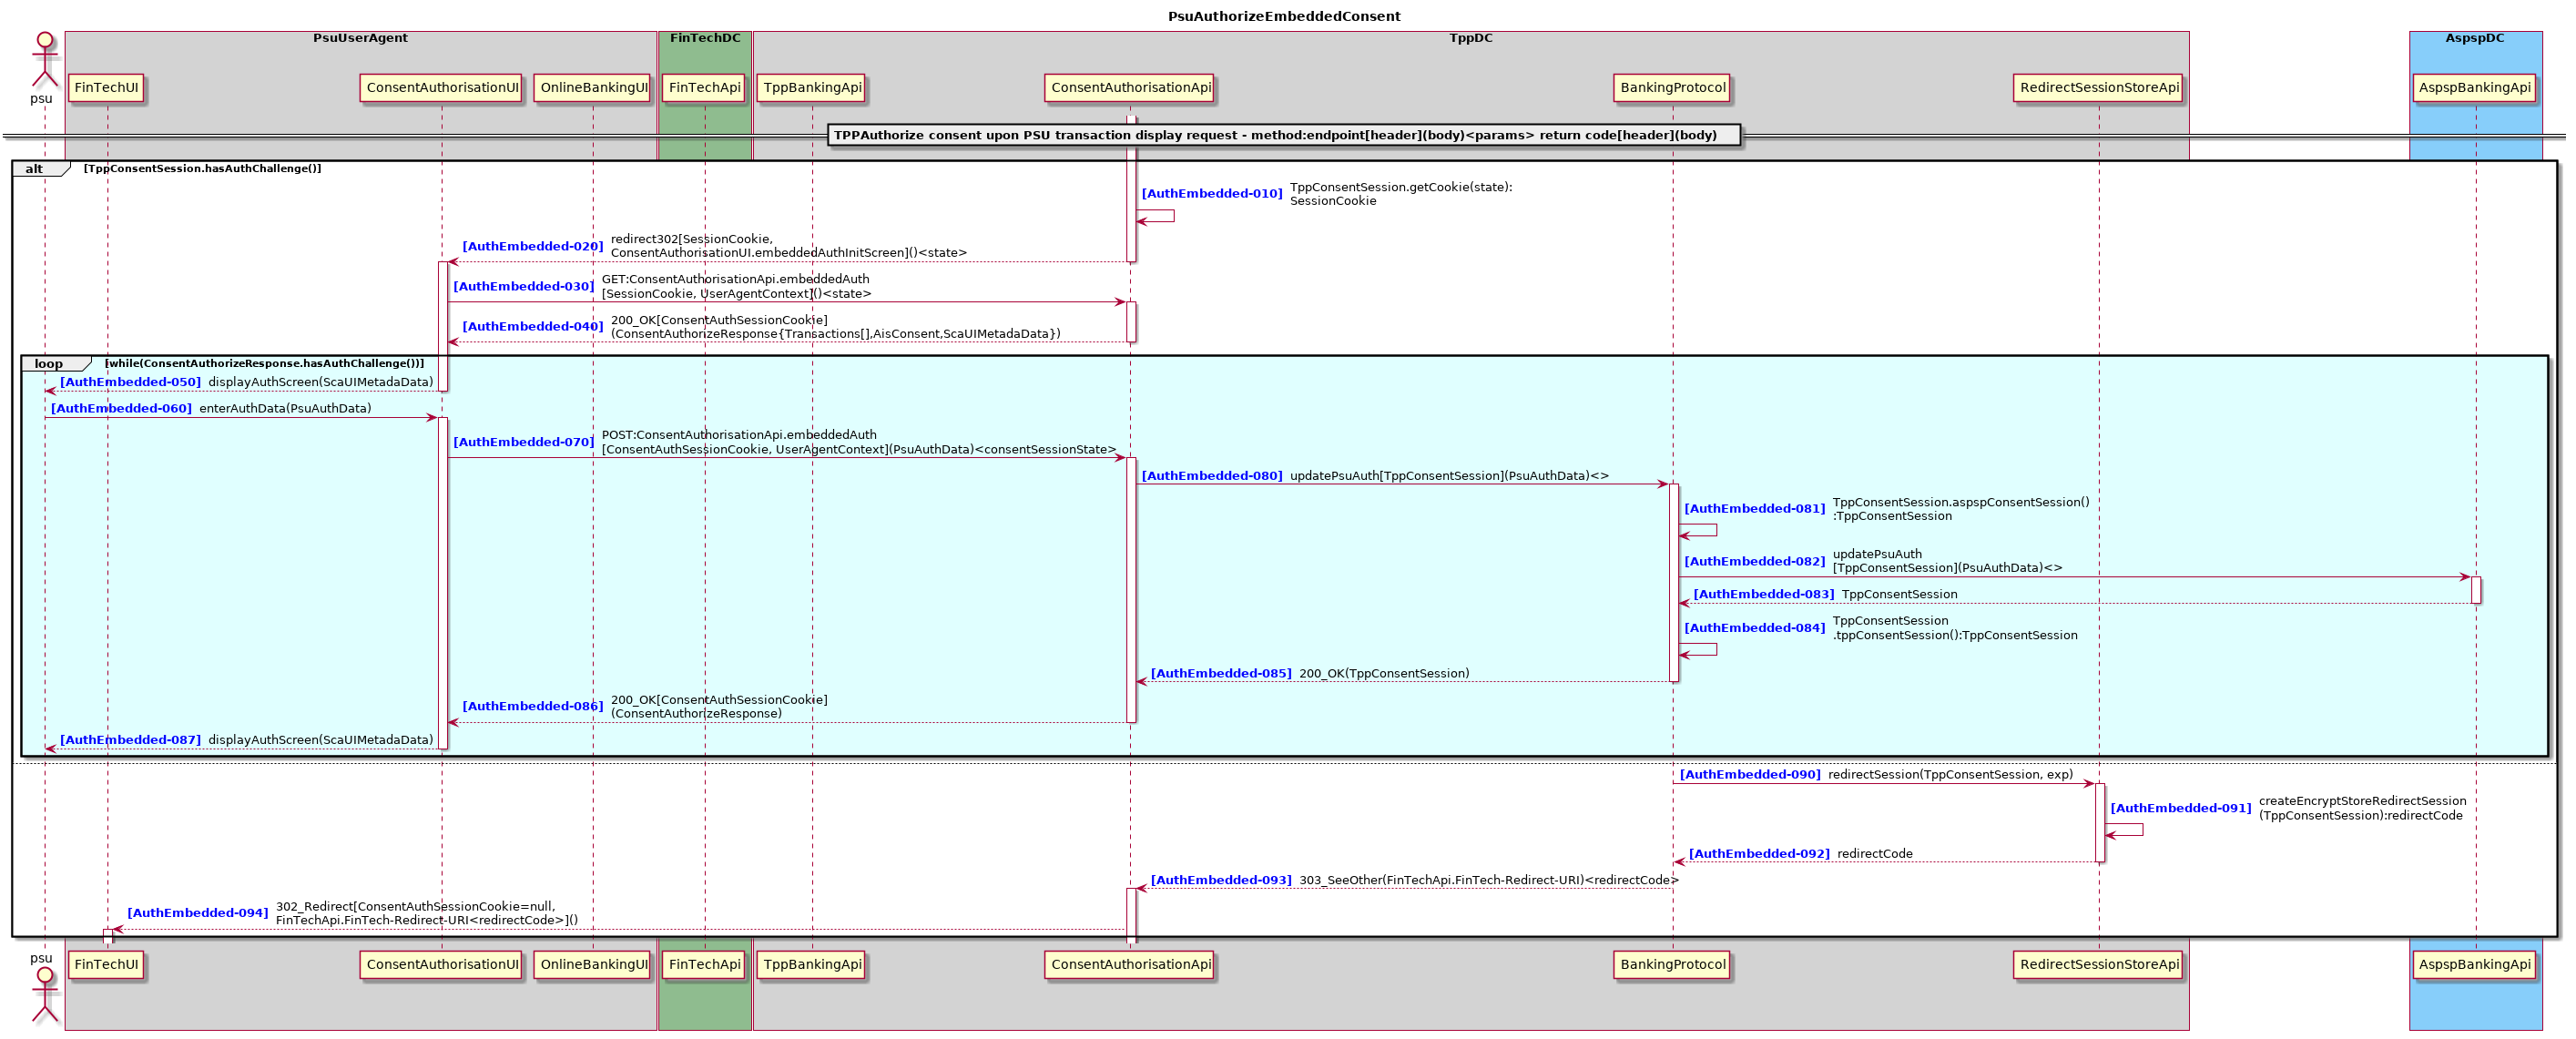 PsuAuthorizeEmbeddedConsent
PsuUserAgent
FinTechDC
TppDC
AspspDC
psu
FinTechUI
ConsentAuthorisationUI
OnlineBankingUI
FinTechApi
TppBankingApi
ConsentAuthorisationApi
BankingProtocol
RedirectSessionStoreApi
AspspBankingApi
TPPAuthorize consent upon PSU transaction display request - method:endpoint[header](body)<params> return code[header](body)
alt [TppConsentSession.hasAuthChallenge()]
[AuthEmbedded-010] TppConsentSession.getCookie(state):
SessionCookie
[AuthEmbedded-020] redirect302[SessionCookie,
ConsentAuthorisationUI.embeddedAuthInitScreen]()<state>
[AuthEmbedded-030] GET:ConsentAuthorisationApi.embeddedAuth
[SessionCookie, UserAgentContext]()<state>
[AuthEmbedded-040] 200_OK[ConsentAuthSessionCookie]
(ConsentAuthorizeResponse{Transactions[],AisConsent,ScaUIMetadaData})
loop [while(ConsentAuthorizeResponse.hasAuthChallenge())]
[AuthEmbedded-050] displayAuthScreen(ScaUIMetadaData)
[AuthEmbedded-060] enterAuthData(PsuAuthData)
[AuthEmbedded-070] POST:ConsentAuthorisationApi.embeddedAuth
[ConsentAuthSessionCookie, UserAgentContext](PsuAuthData)<consentSessionState>
[AuthEmbedded-080] updatePsuAuth[TppConsentSession](PsuAuthData)<>
[AuthEmbedded-081] TppConsentSession.aspspConsentSession()
:TppConsentSession
[AuthEmbedded-082] updatePsuAuth
[TppConsentSession](PsuAuthData)<>
[AuthEmbedded-083] TppConsentSession
[AuthEmbedded-084] TppConsentSession
.tppConsentSession():TppConsentSession
[AuthEmbedded-085] 200_OK(TppConsentSession)
[AuthEmbedded-086] 200_OK[ConsentAuthSessionCookie]
(ConsentAuthorizeResponse)
[AuthEmbedded-087] displayAuthScreen(ScaUIMetadaData)
[AuthEmbedded-090] redirectSession(TppConsentSession, exp)
[AuthEmbedded-091] createEncryptStoreRedirectSession
(TppConsentSession):redirectCode
[AuthEmbedded-092] redirectCode
[AuthEmbedded-093] 303_SeeOther(FinTechApi.FinTech-Redirect-URI)<redirectCode>
[AuthEmbedded-094] 302_Redirect[ConsentAuthSessionCookie=null,
FinTechApi.FinTech-Redirect-URI<redirectCode>]()
psu
FinTechUI
ConsentAuthorisationUI
OnlineBankingUI
FinTechApi
TppBankingApi
ConsentAuthorisationApi
BankingProtocol
RedirectSessionStoreApi
AspspBankingApi